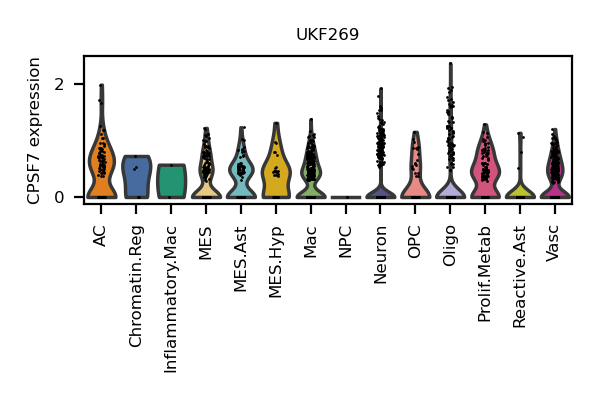 UKF269
CPSF7 expression
2
0
AC
Chromatin.Reg
Inflammatory.Mac
MES
MES.Ast
MES.Hyp
Mac
NPC
Neuron
OPC
Oligo
Prolif.Metab
Reactive.Ast
Vasc